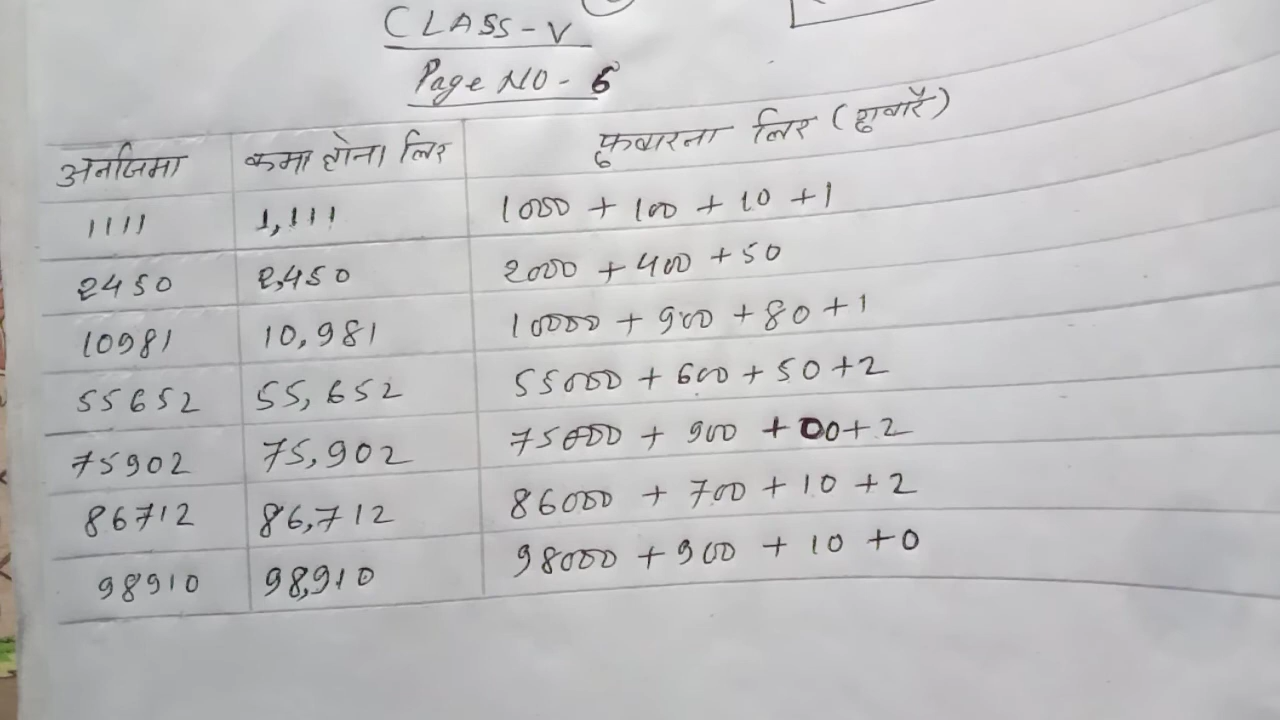 CLASS-V
Page NO- 6
अनजिमा कमा होना लिर फूबारना लिर (हुबारै)
1111 1,111 1000 + 100 + 10 + 1
2450 2,450 2000 + 400 + 50
10981 10,981 10000 + 900 + 80 + 1
55652 55,652 55000 + 600 + 50 + 2
75902 75,902 75000 + 900 + 00 + 2
86712 86,712 86000 + 700 + 10 + 2
98910 98,910 98000 + 900 + 10 + 0